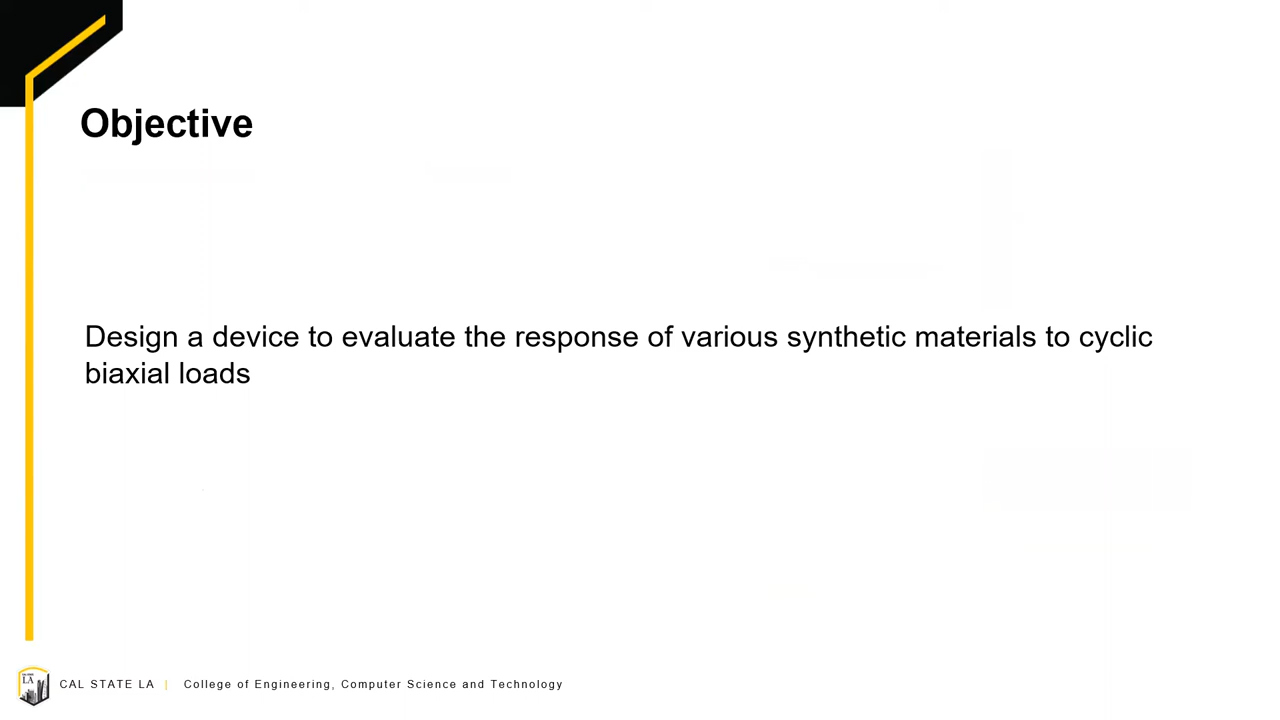 Objective
Design a device to evaluate the response of various synthetic materials to cyclic
biaxial loads
LA
CAL STATE LA | College of Engineering, Computer Science and Technology